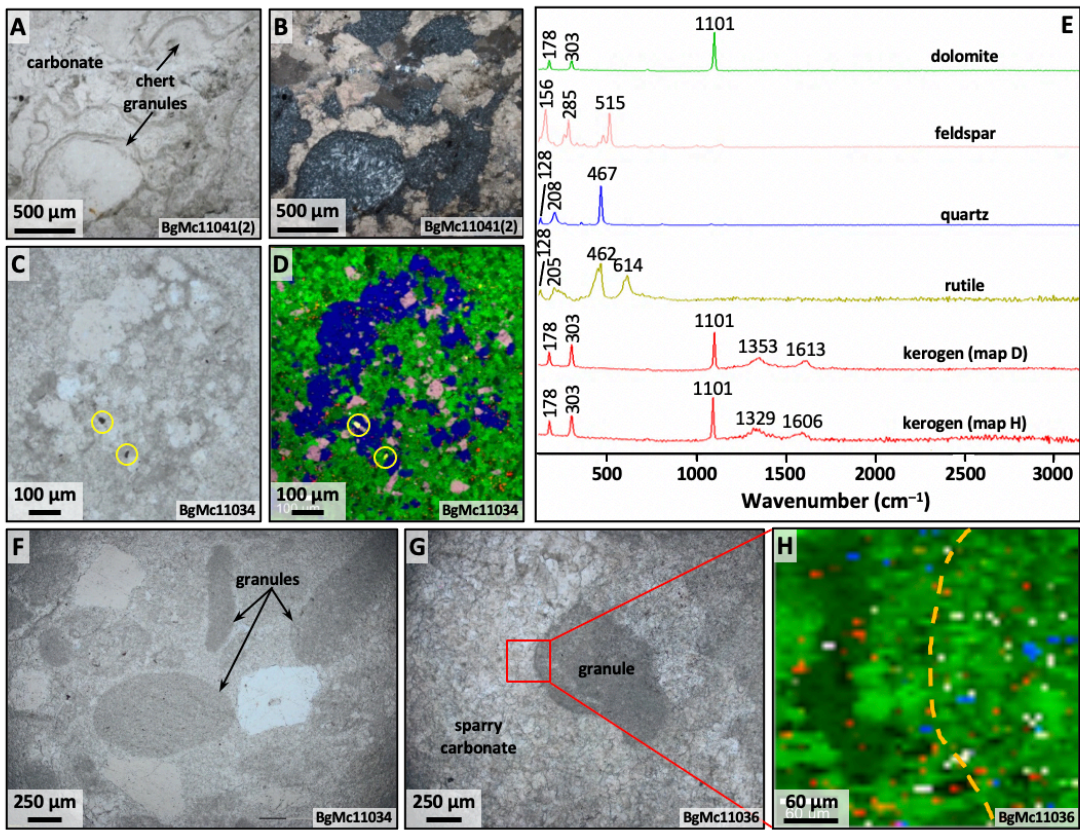 A
carbonate
chert
granules
500 µm
BgMc11041(2)
B
500 µm
BgMc11041(2)
C
100 µm
BgMc11034
D
100 µm
BgMc11034
E
178
303
1101
dolomite
156
285
515
feldspar
128
208
467
quartz
128
205
462
614
rutile
178
303
1101
1353
1613
kerogen (map D)
178
303
1101
1329
1606
kerogen (map H)
500
1000
1500
2000
2500
3000
Wavenumber (cm⁻¹)
F
granules
250 µm
BgMc11034
G
granule
sparry
carbonate
250 µm
BgMc11036
H
60 µm
60 µm
BgMc11036